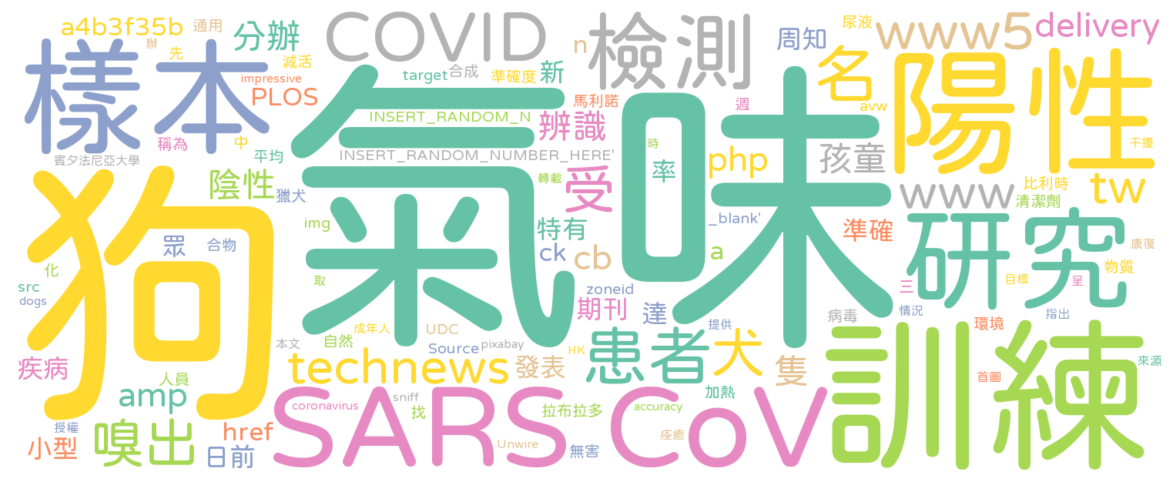 a4b3f35b
辦
通用
先
分辦
減活
COVID
n
檢測
周知
尿液
www5
delivery
名
樣本
impressive
PLOS
target
合成
準確度
新
馬利諾
週
avw
陽性
干擾
INSERT_RANDOM_N
辨識
稱為
中
平均
賓夕法尼亞大學
INSERT_RANDOM_NUMBER_HERE'
氣味
時
率
php
孩童
www
比利時
tw
清潔劑
狗
陰性
獵犬
轉載
受
img
特有
_blank'
準確
研究
眾
合物
ck
cb
a
物質
康復
化
src
dogs
取
zoneid
三
目標
呈
期刊
達
提供
病毒
情況
環境
指出
成年人
UDC
本文
自然
Source
pixabay
HK
疾病
人員
technews
發表
患者
犬
隻
首圖
訓練
來源
amp
授權
coronavirus
sniff
找
拉布拉多
加熱
accuracy
小型
嗅出
href
日前
SARS
CoV
Unwire
無害
痊癒